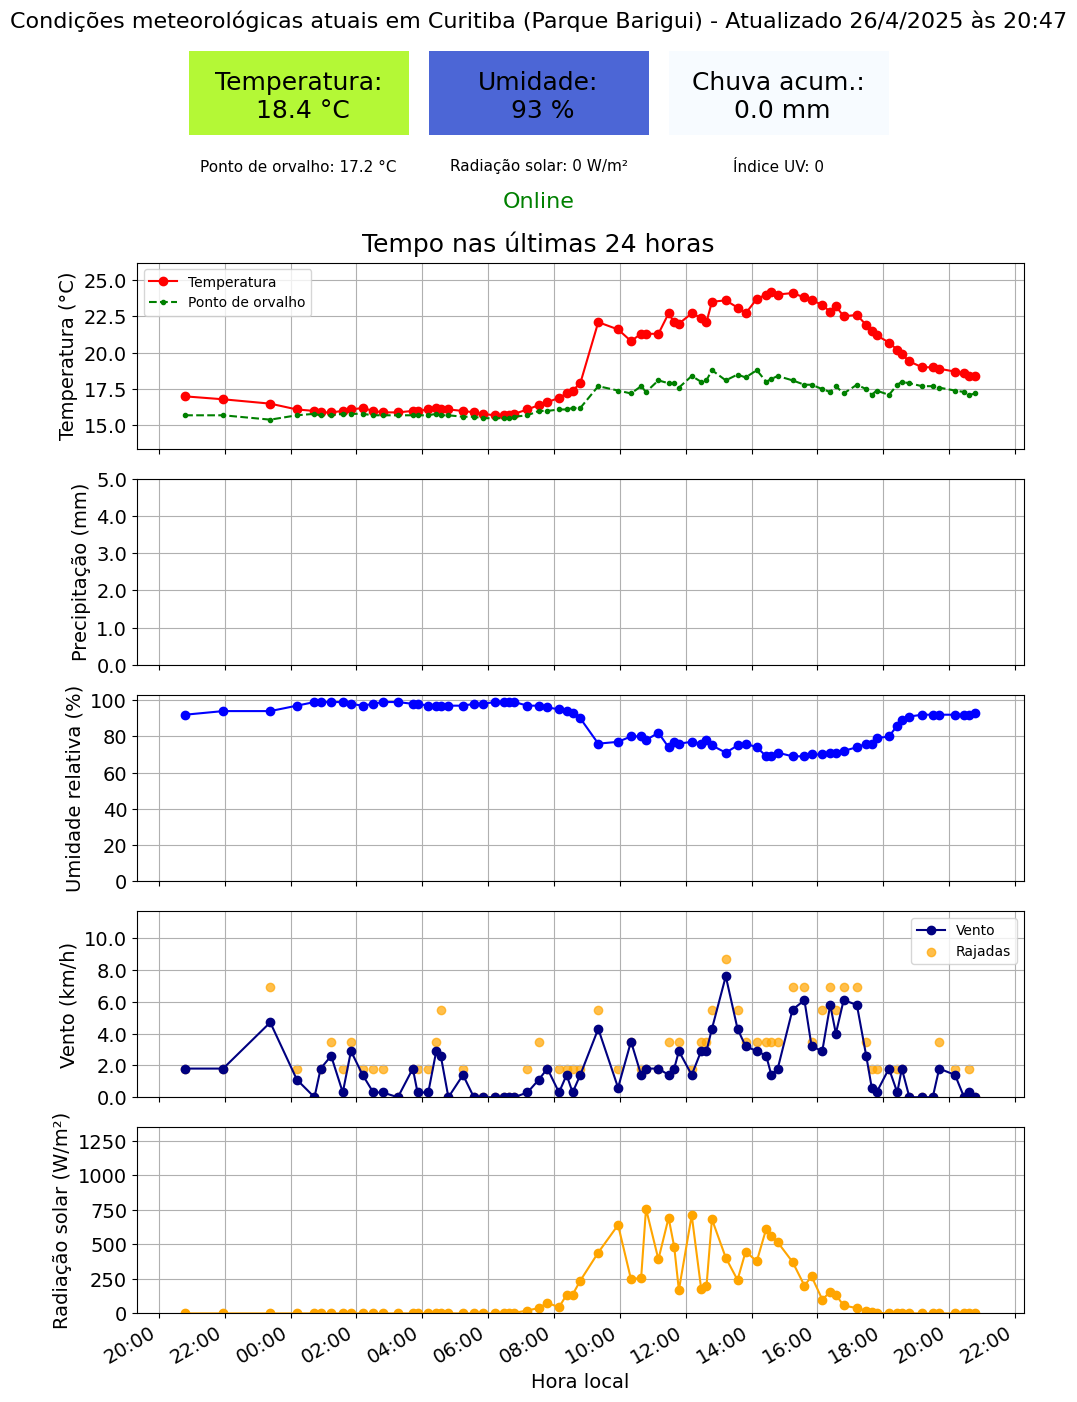 Condições meteorológicas atuais em Curitiba (Parque Barigui) - Atualizado 26/4/2025 às 20:47
Temperatura:
18.4 °C
Umidade:
93 %
Chuva acum.:
0.0 mm
Ponto de orvalho: 17.2 °C
Radiação solar: 0 W/m²
Índice UV: 0
Online
Tempo nas últimas 24 horas
Temperatura (°C)
25.0
22.5
20.0
17.5
15.0
Temperatura
Ponto de orvalho
Precipitação (mm)
5.0
4.0
3.0
2.0
1.0
0.0
Umidade relativa (%)
100
80
60
40
20
0
Vento (km/h)
10.0
8.0
6.0
4.0
2.0
0.0
Vento
Rajadas
Radiação solar (W/m²)
1250
1000
750
500
250
0
20:00
22:00
00:00
02:00
04:00
06:00
08:00
10:00
12:00
14:00
16:00
18:00
20:00
22:00
Hora local